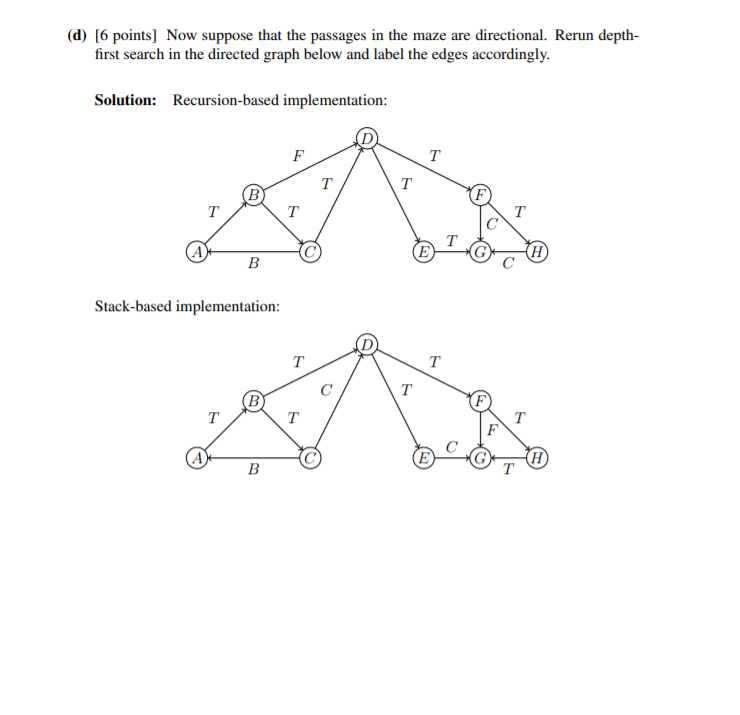 (d) [6 points] Now suppose that the passages in the maze are directional. Rerun depth-
first search in the directed graph below and label the edges accordingly.
Solution: Recursion-based implementation:
D
F T
T T
B F
T T C T
A C E T G H
B C
Stack-based implementation:
D
T T
C T
B F
T T F T
A C E C G H
B T